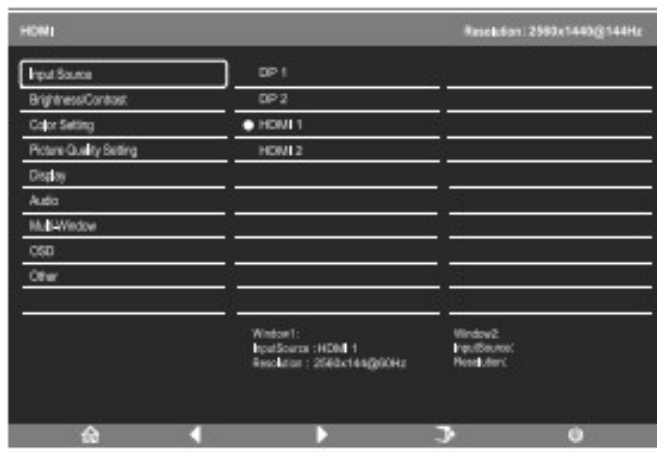 HDMI
Resolution: 2560x1440@144Hz
Input Source
DP 1
Brightness/Contrast
DP 2
Color Setting
HDMI 1
Picture Quality Setting
HDMI 2
Display
Audio
Multi-Window
OSD
Other
Window1:
InputSource : HDMI 1
Resolution : 2560x144@60Hz
Window2:
InputSource:
Resolution: